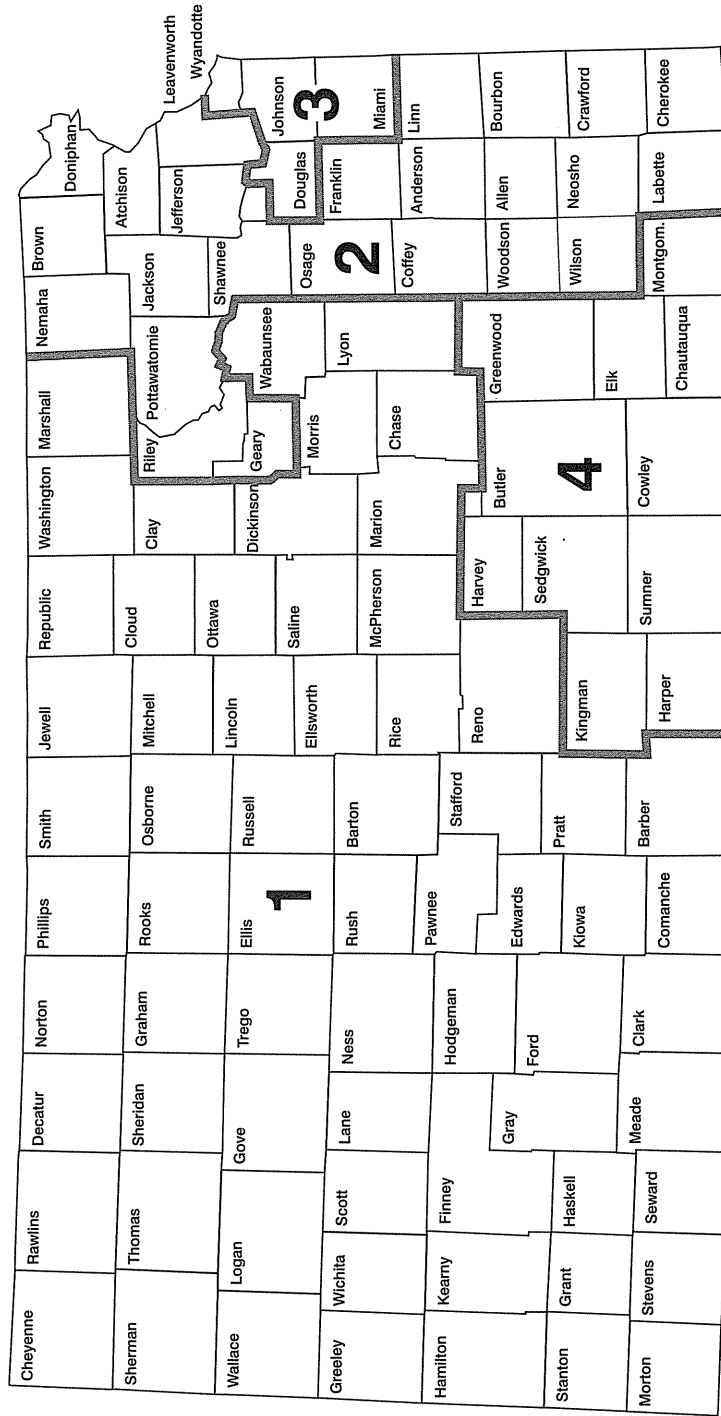 Cheyenne
Rawlins
Decatur
Norton
Phillips
Smith
Jewell
Republic
Washington
Marshall
Nemaha
Brown
Doniphan
Sherman
Thomas
Sheridan
Graham
Rooks
Osborne
Mitchell
Cloud
Clay
Riley
Pottawatomie
Jackson
Atchison
Jefferson
Leavenworth
Wyandotte
Wallace
Logan
Gove
Trego
Ellis
1
Russell
Lincoln
Ottawa
Dickinson
Geary
Wabaunsee
Shawnee
Douglas
Johnson
3
Greeley
Wichita
Scott
Lane
Ness
Rush
Barton
Ellsworth
Saline
Morris
Lyon
Osage
2
Franklin
Miami
Hamilton
Kearny
Finney
Hodgeman
Pawnee
Stafford
Rice
McPherson
Marion
Chase
Coffey
Anderson
Linn
Gray
Ford
Edwards
Reno
Harvey
Butler
Greenwood
Woodson
Allen
Bourbon
Stanton
Grant
Haskell
Kiowa
Pratt
Kingman
Sedgwick
4
Elk
Wilson
Neosho
Crawford
Morton
Stevens
Seward
Meade
Clark
Comanche
Barber
Harper
Sumner
Cowley
Chautauqua
Montgom.
Labette
Cherokee